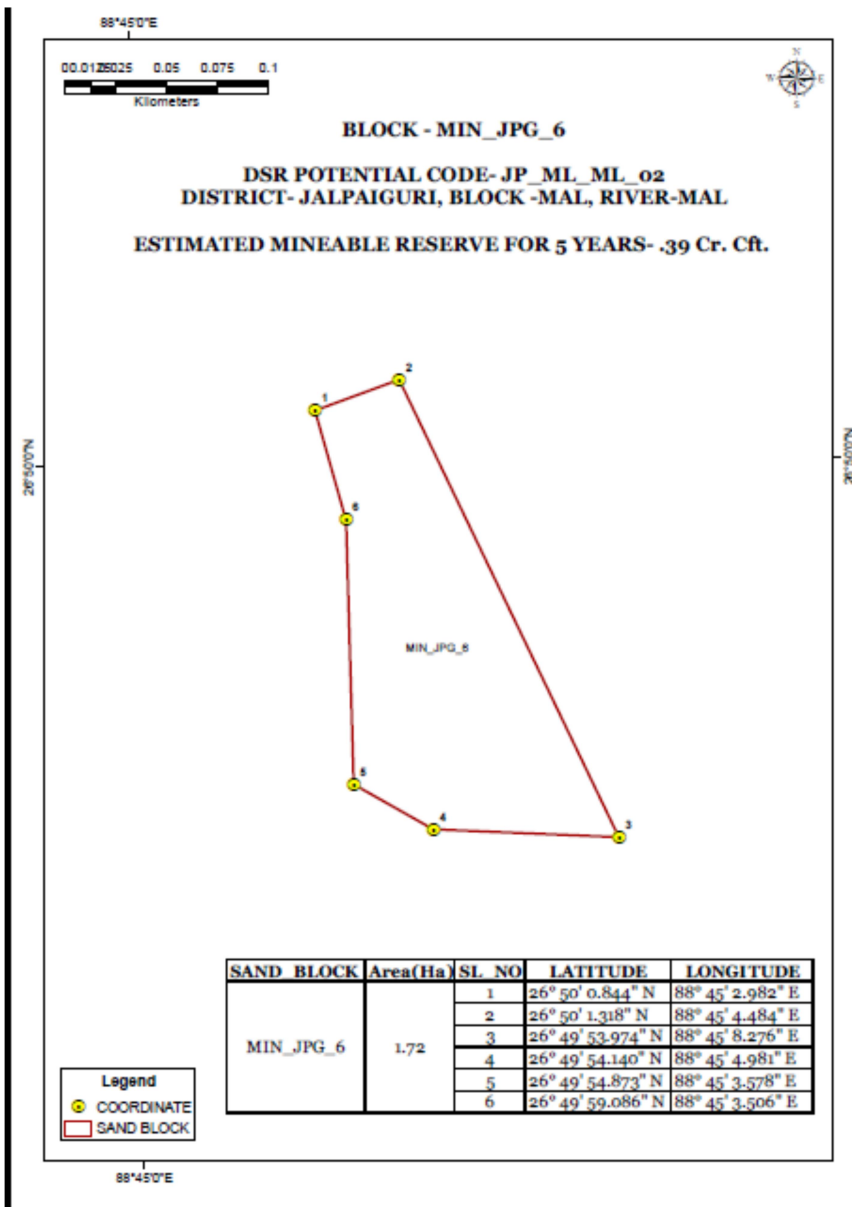 88°45'0"E
00.0125025 0.05 0.075 0.1
Kilometers
N
W E
S
BLOCK - MIN_JPG_6
DSR POTENTIAL CODE- JP_ML_ML_02
DISTRICT- JALPAIGURI, BLOCK -MAL, RIVER-MAL
ESTIMATED MINEABLE RESERVE FOR 5 YEARS- .39 Cr. Cft.
2
1
26°50'0"N
26°50'0"N
6
MIN_JPG_6
5
4
3
SAND_BLOCK Area(Ha) SL_NO LATITUDE LONGITUDE
MIN_JPG_6 1.72
1 26° 50' 0.844" N 88° 45' 2.982" E
2 26° 50' 1.318" N 88° 45' 4.484" E
3 26° 49' 53.974" N 88° 45' 8.276" E
4 26° 49' 54.140" N 88° 45' 4.981" E
5 26° 49' 54.873" N 88° 45' 3.578" E
6 26° 49' 59.086" N 88° 45' 3.506" E
Legend
COORDINATE
SAND BLOCK
88°45'0"E